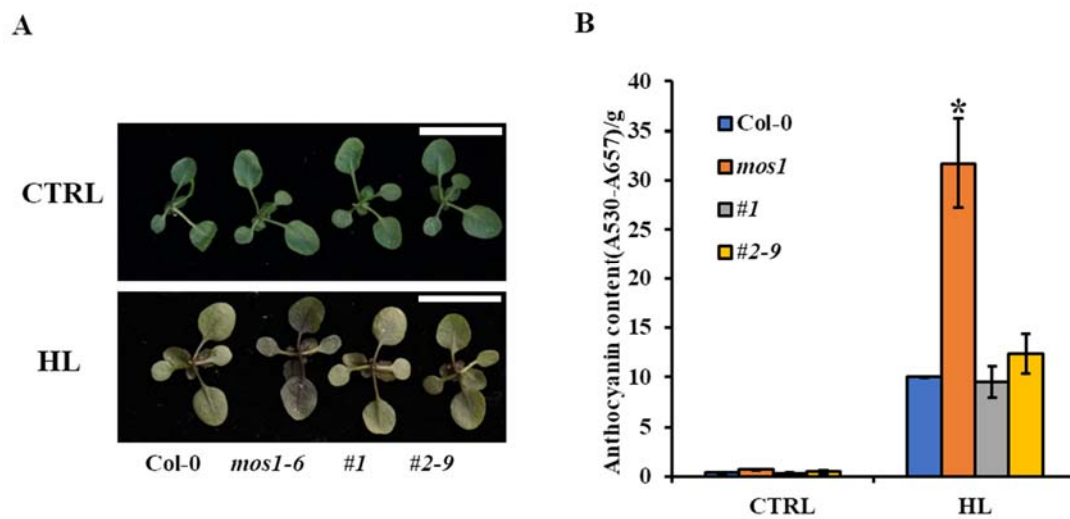 A
CTRL
HL
Col-0 mos1-6 #1 #2-9
B
Anthocyanin content(A530-A657)/g
40
35
30
25
20
15
10
5
0
Col-0
mos1
#1
#2-9
*
CTRL HL